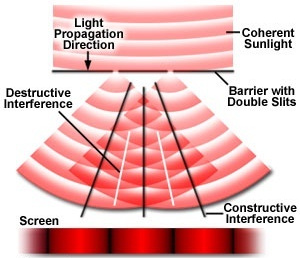 Light
Propagation
Direction
Coherent
Sunlight
Destructive
Interference
Barrier with
Double Slits
Constructive
Interference
Screen